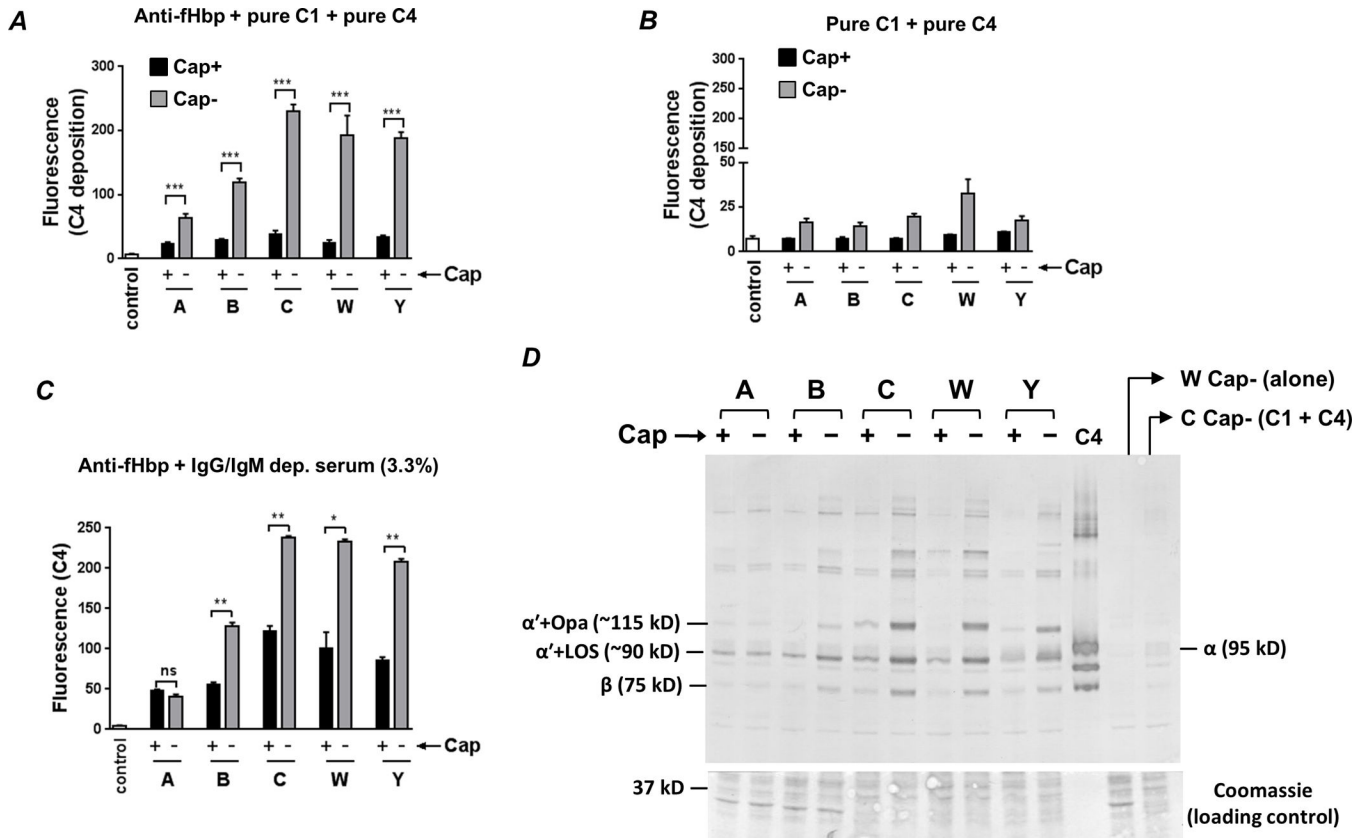 A
Anti-fHbp + pure C1 + pure C4
Fluorescence
(C4 deposition)
300
200
100
0
Cap+
Cap-
*** *** *** *** ***
+ - + - + - + - + - ←Cap
control
A B C W Y
B
Pure C1 + pure C4
Fluorescence
(C4 deposition)
300
250
200
150
50
25
0
Cap+
Cap-
+ - + - + - + - + - ←Cap
control
A B C W Y
C
Anti-fHbp + IgG/IgM dep. serum (3.3%)
Fluorescence (C4)
250
200
150
100
50
0
ns ** ** * **
+ - + - + - + - + - ←Cap
control
A B C W Y
D
A B C W Y
Cap → + − + − + − + − + − C4
W Cap- (alone)
C Cap- (C1 + C4)
α′+Opa (~115 kD)
α′+LOS (~90 kD)
β (75 kD)
α (95 kD)
37 kD
Coomassie
(loading control)